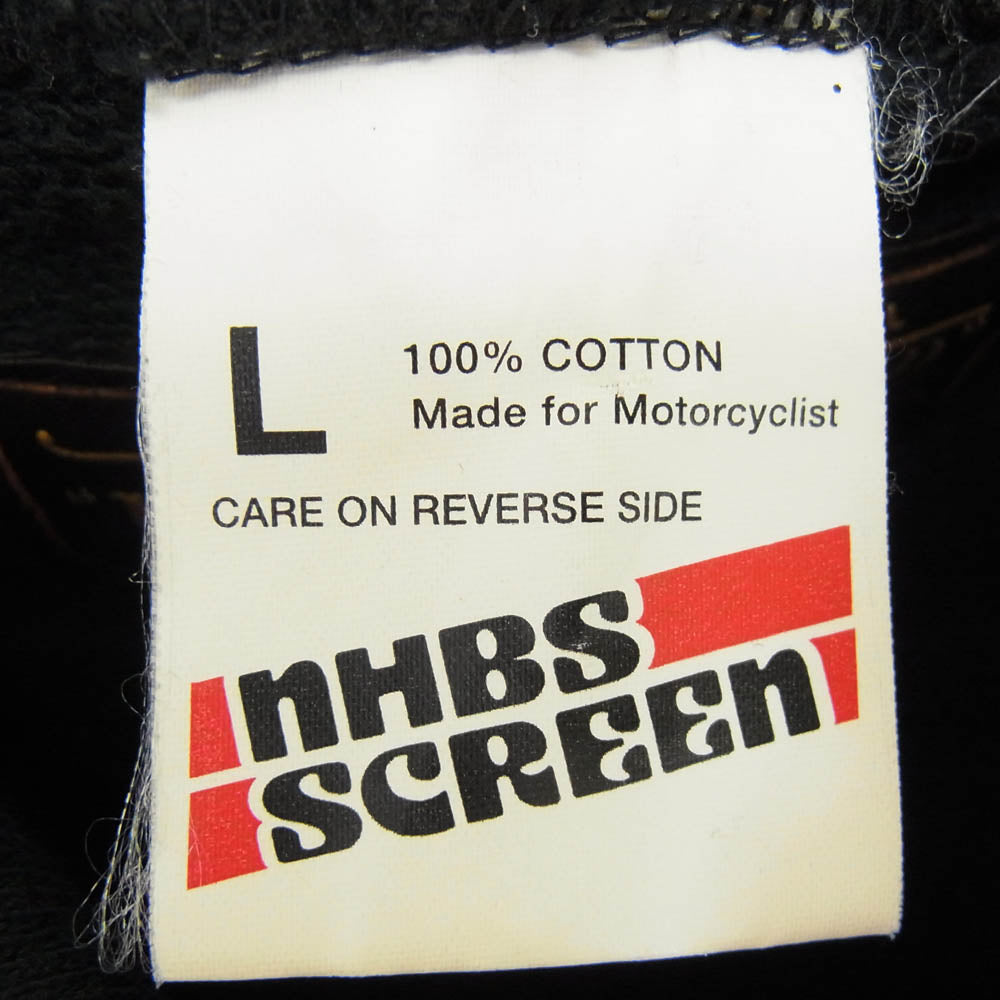 L
100% COTTON
Made for Motorcyclist
CARE ON REVERSE SIDE
nHBS
SCREEn